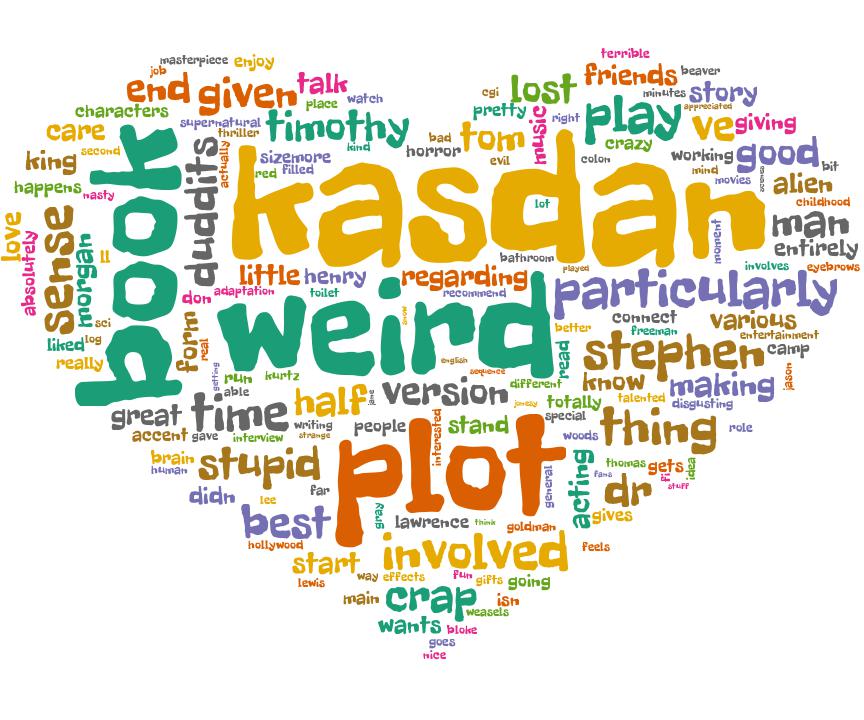 terrible
masterpiece
enjoy
job
friends
beaver
end
given
talk
cgi
lost
minutes
story
characters
place
watch
pretty
right
play
appreciated
care
supernatural
thriller
timothy
music
tom
crazy
ve
giving
king
second
kind
bad
horror
evil
colon
working
good
bit
actually
sizemore
red
filled
kasdan
mind
movies
scenes
alien
happens
nasty
duddits
book
lot
childhood
love
absolutely
sense
morgan
ll
man
entirely
moment
bathroom
played
involves
eyebrows
little
henry
regarding
particularly
don
adaptation
toilet
recommend
weird
sci
form
real
better
connect
various
liked
log
freeman
entertainment
really
english
sequence
read
stephen
camp
getting
run
kurtz
able
different
know
making
jason
great
time
half
jane
version
jonesy
totally
talented
disgusting
special
accent
gave
interview
writing
strange
people
interested
stand
woods
thing
role
brain
human
stupid
plot
general
acting
fans
thomas
gets
fi
idea
stuff
didn
lee
far
dr
best
gray
lawrence
think
goldman
gives
hollywood
involved
feels
start
lewis
way
effects
fun
gifts
going
main
crap
isn
weasels
wants
bloke
goes
nice